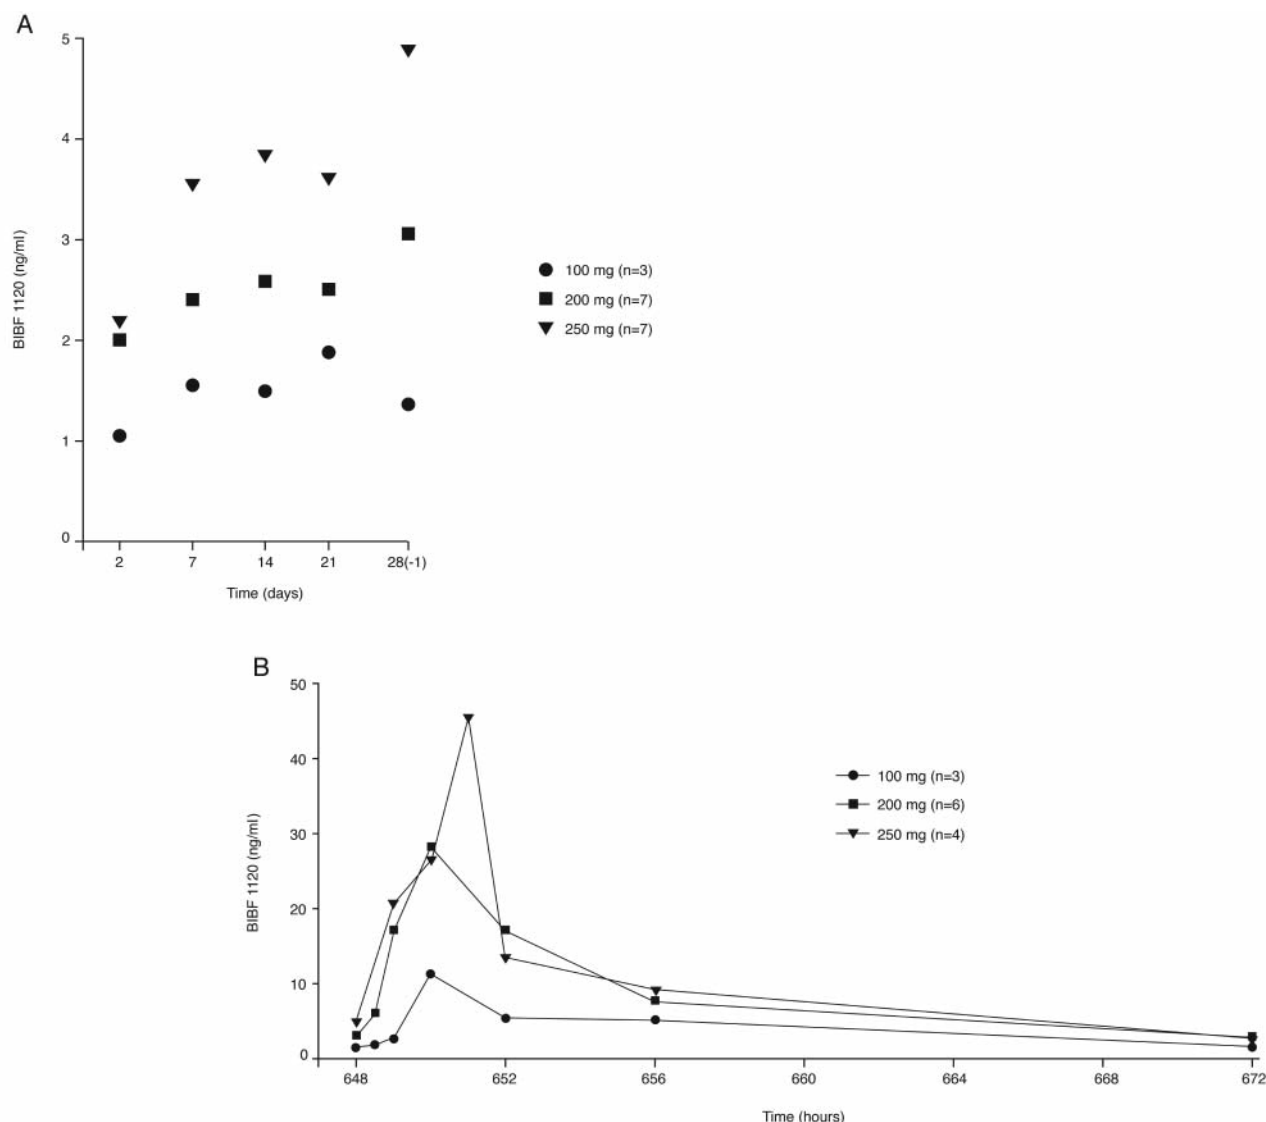 A
5
4
3
2
1
0
BIBF 1120 (ng/ml)
2 7 14 21 28(-1)
Time (days)
100 mg (n=3)
200 mg (n=7)
250 mg (n=7)
B
50
40
30
20
10
0
BIBF 1120 (ng/ml)
648 652 656 660 664 668 672
Time (hours)
100 mg (n=3)
200 mg (n=6)
250 mg (n=4)